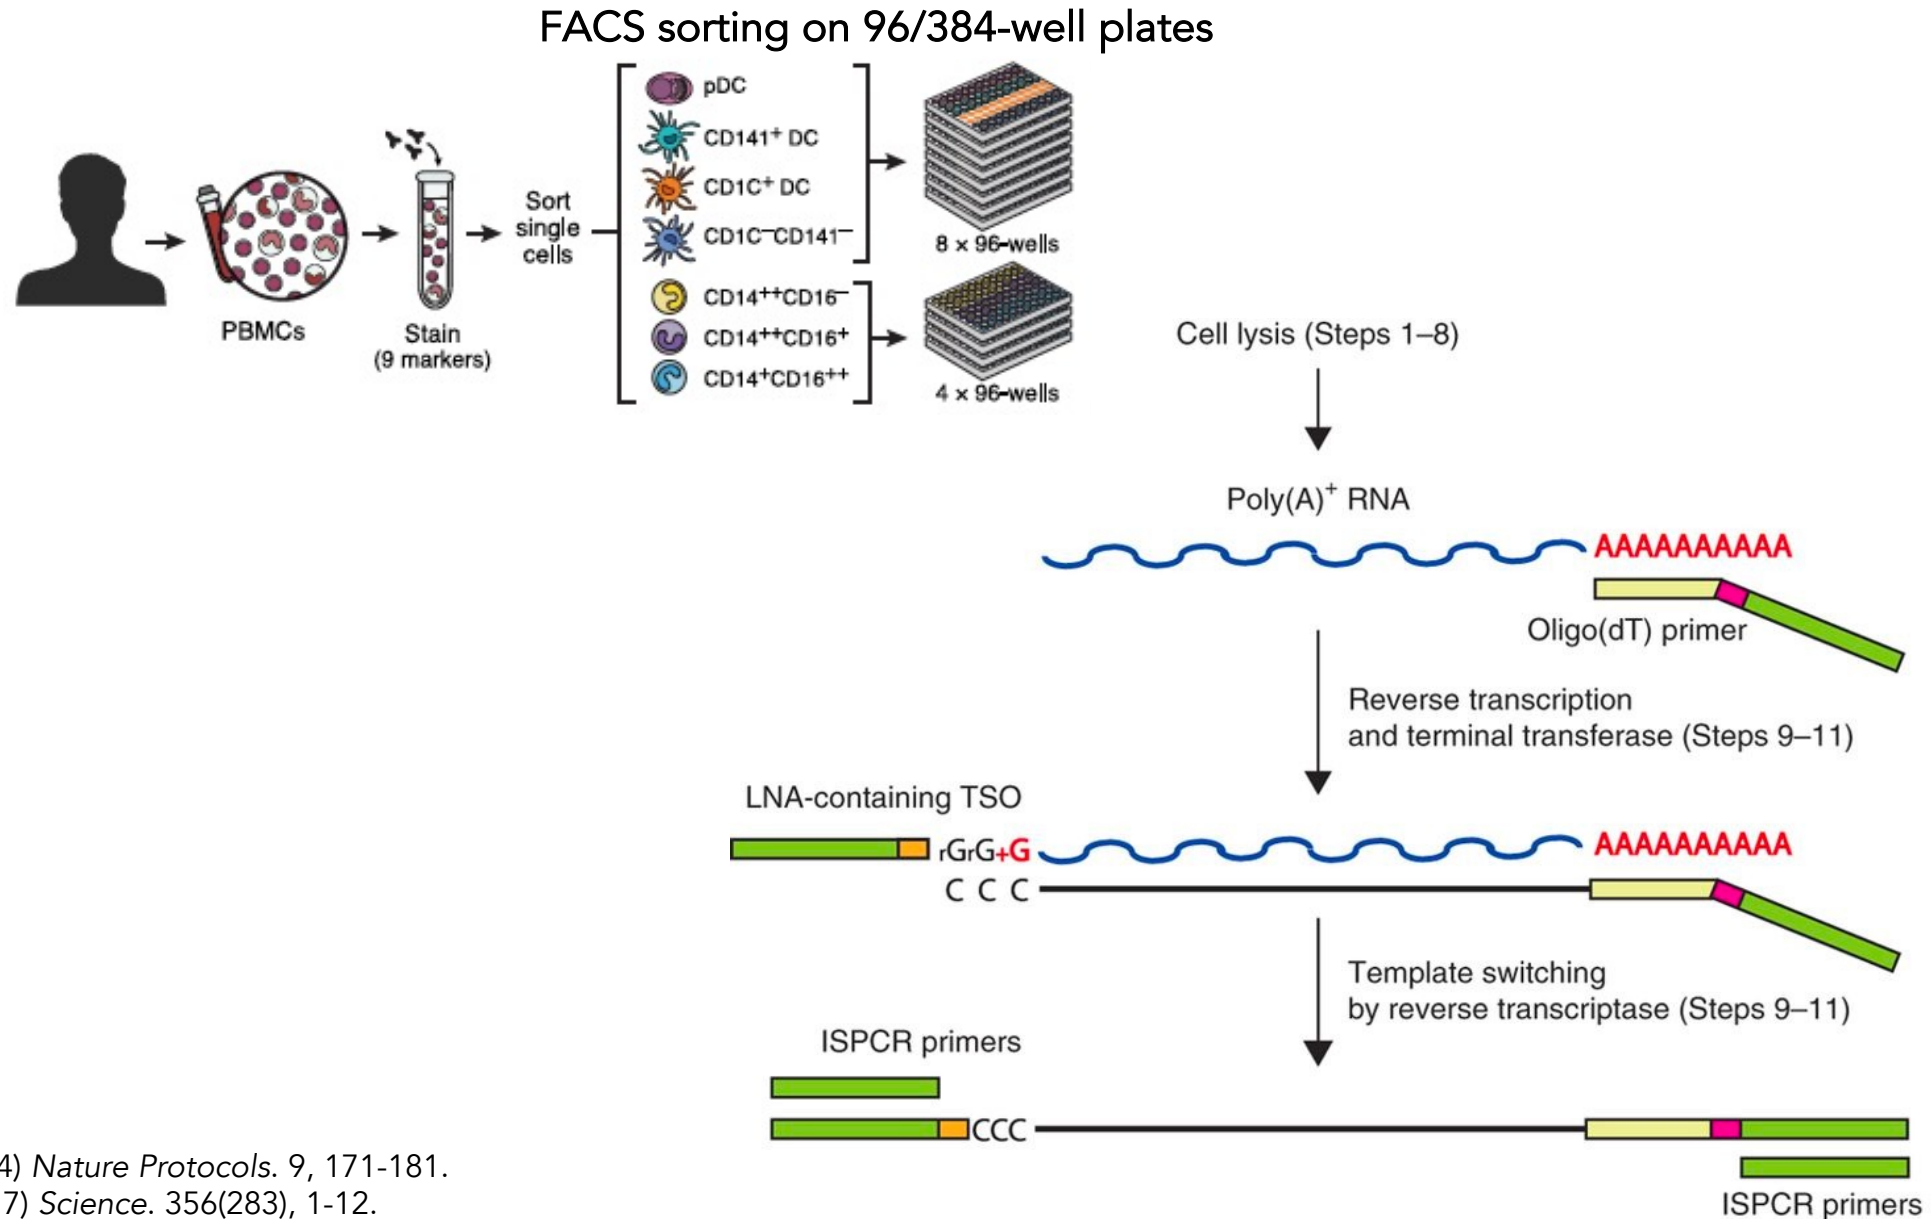 FACS sorting on 96/384-well plates
pDC
CD141⁺ DC
CD1C⁺ DC
CD1C⁻CD141⁻
8 × 96-wells
Sort
single
cells
CD14⁺⁺CD16⁻
CD14⁺⁺CD16⁺
CD14⁺CD16⁺⁺
4 × 96-wells
PBMCs
Stain
(9 markers)
Cell lysis (Steps 1–8)
Poly(A)⁺ RNA
AAAAAAAAAA
Oligo(dT) primer
Reverse transcription
and terminal transferase (Steps 9–11)
LNA-containing TSO
rGrG+G
AAAAAAAAAA
C C C
Template switching
by reverse transcriptase (Steps 9–11)
ISPCR primers
CCC
ISPCR primers
4) Nature Protocols. 9, 171-181.
7) Science. 356(283), 1-12.